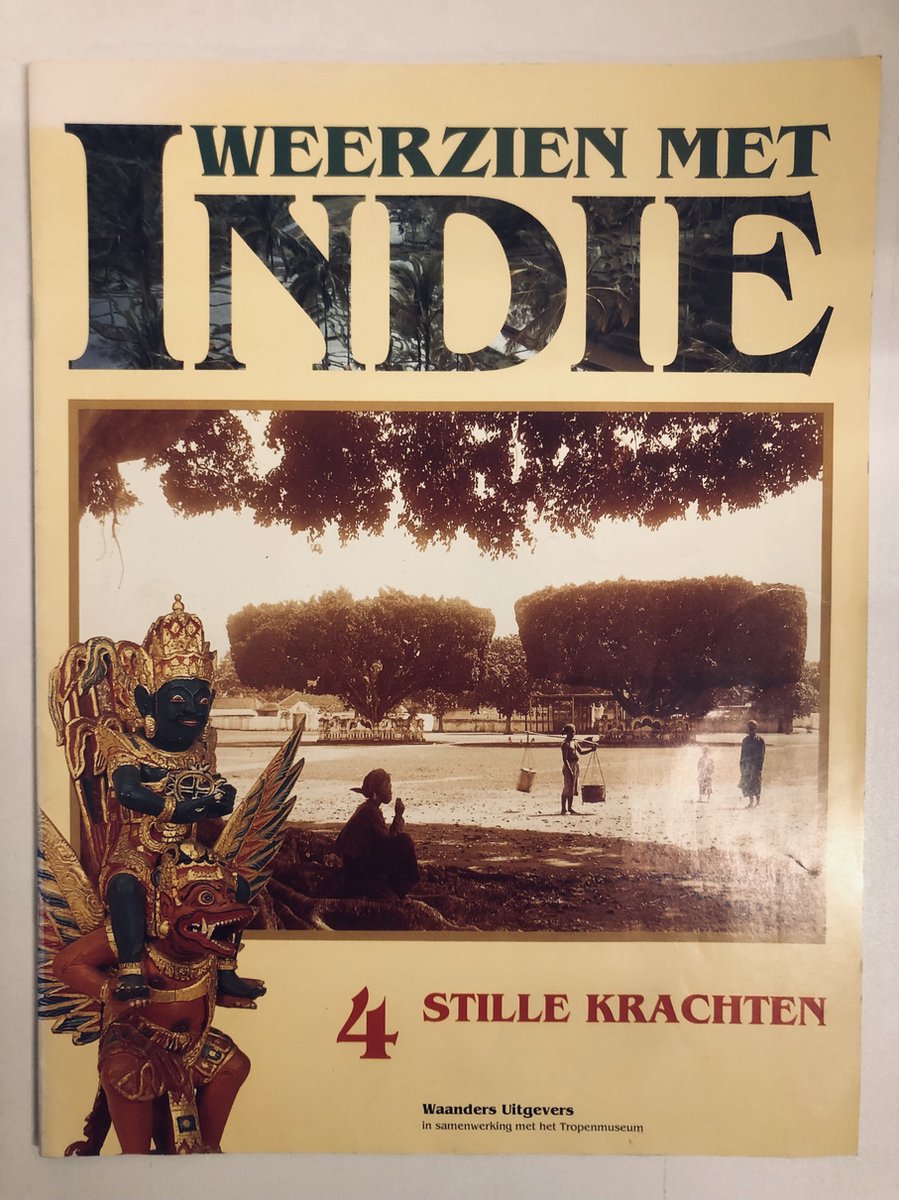 WEERZIEN MET
INDIE
4 STILLE KRACHTEN
Waanders Uitgevers
in samenwerking met het Tropenmuseum